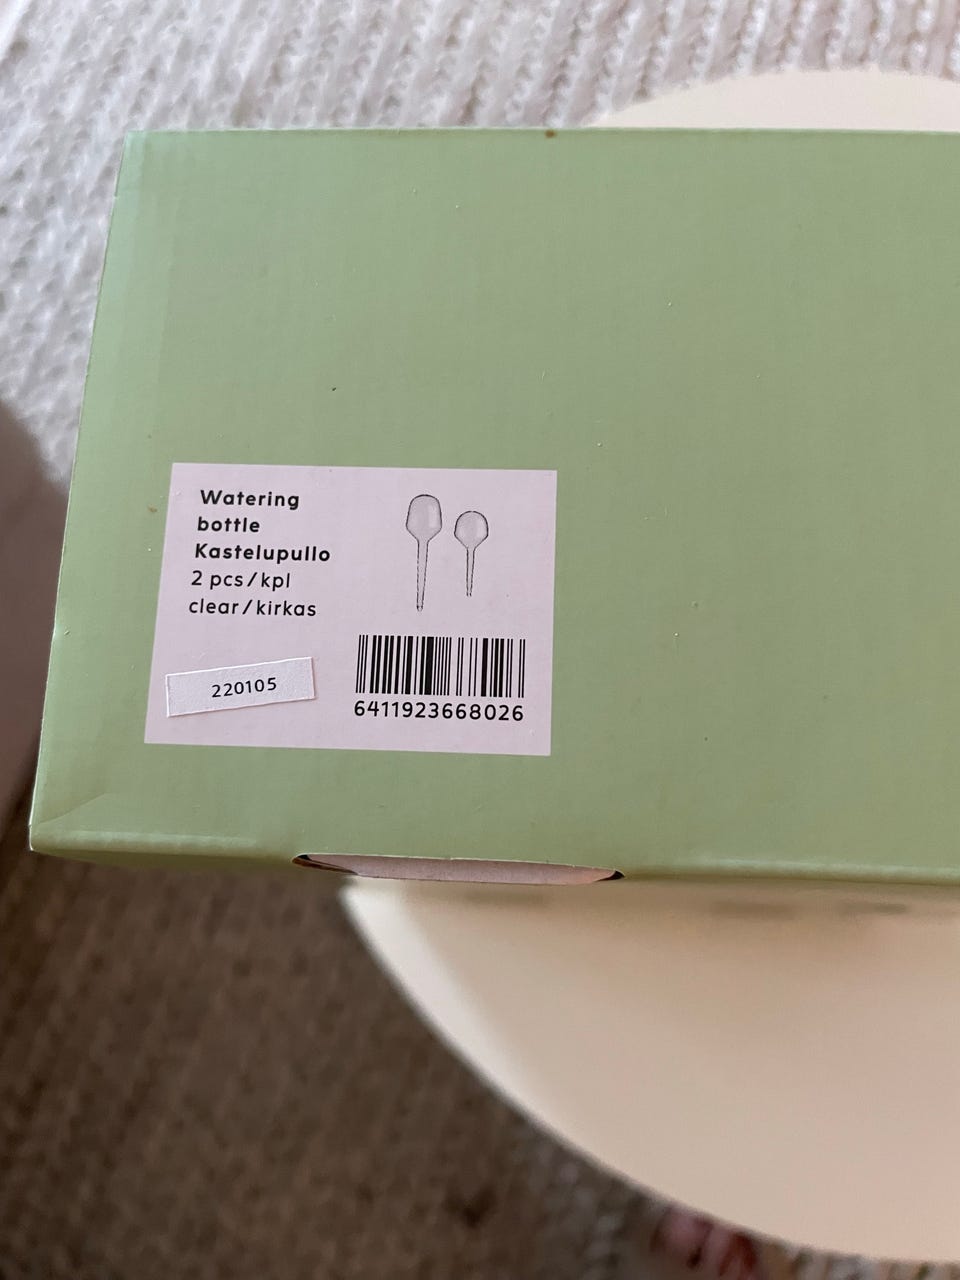 Watering
bottle
Kastelupullo
2 pcs/kpl
clear/kirkas
220105
6411923668026